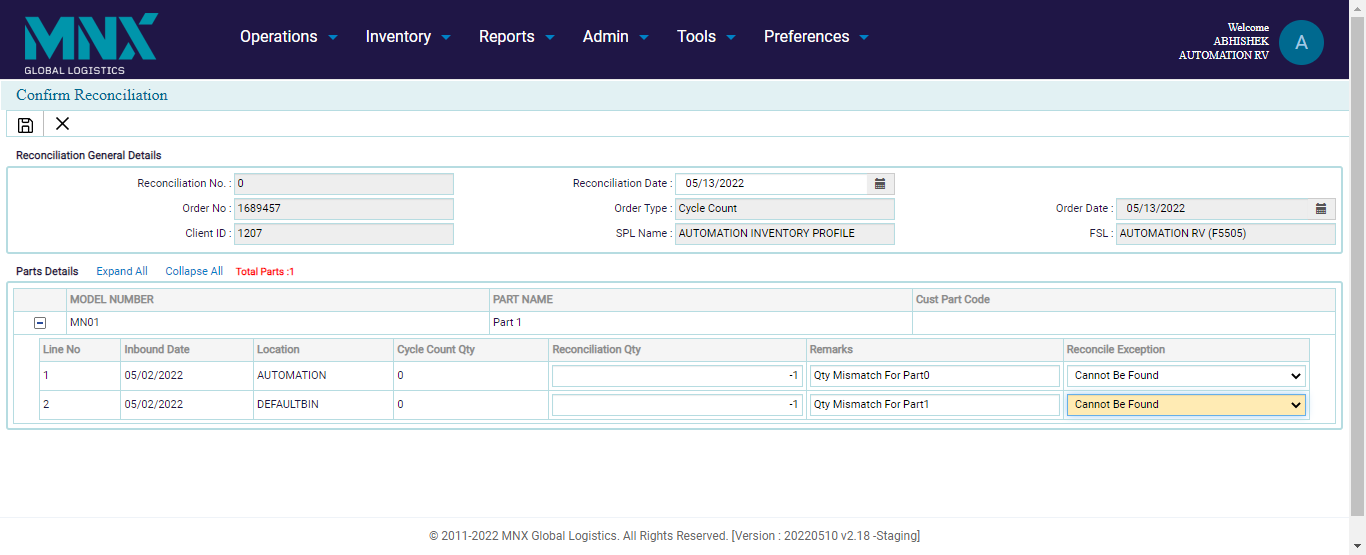 MNX
GLOBAL LOGISTICS
Operations Inventory Reports Admin Tools Preferences
Welcome
ABHISHEK
AUTOMATION RV
A
Confirm Reconciliation
Reconciliation General Details
Reconciliation No. : 0 Reconciliation Date : 05/13/2022
Order No : 1689457 Order Type : Cycle Count Order Date : 05/13/2022
Client ID : 1207 SPL Name : AUTOMATION INVENTORY PROFILE FSL : AUTOMATION RV (F5505)
Parts Details Expand All Collapse All Total Parts :1
MODEL NUMBER PART NAME Cust Part Code
MN01 Part 1
Line No Inbound Date Location Cycle Count Qty Reconciliation Qty Remarks Reconcile Exception
1 05/02/2022 AUTOMATION 0 -1 Qty Mismatch For Part0 Cannot Be Found
2 05/02/2022 DEFAULTBIN 0 -1 Qty Mismatch For Part1 Cannot Be Found
© 2011-2022 MNX Global Logistics. All Rights Reserved. [Version : 20220510 v2.18 -Staging]